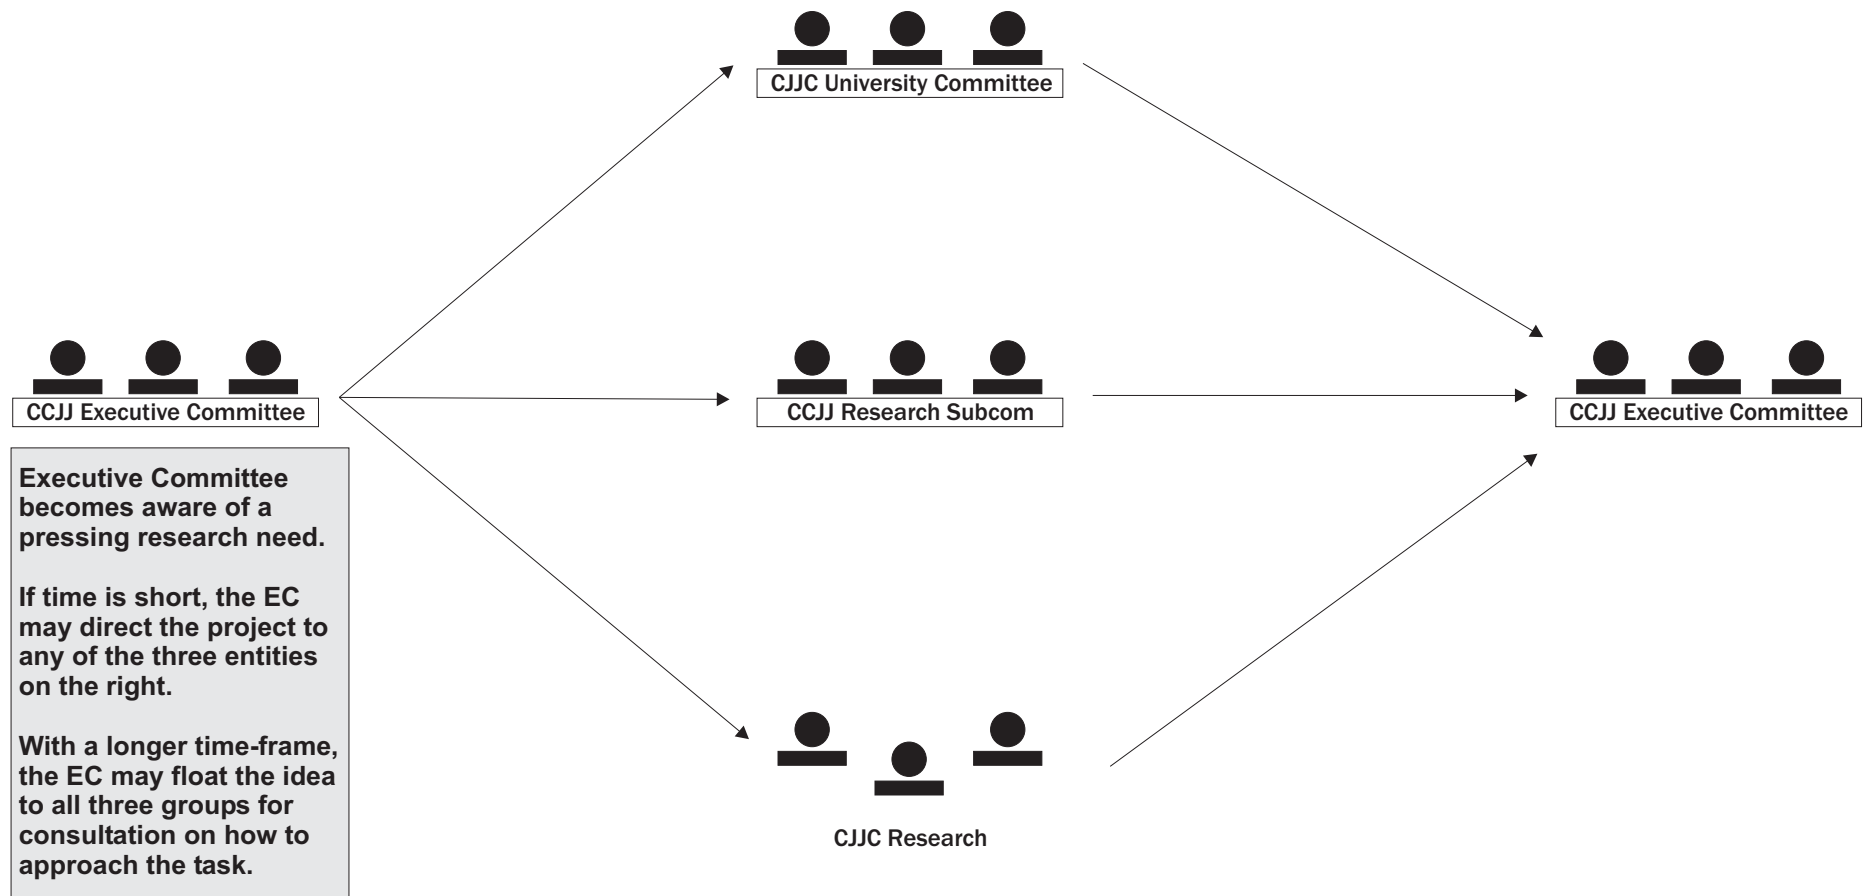 CJJC University Committee
CCJJ Executive Committee
CCJJ Research Subcom
CCJJ Executive Committee
Executive Committee
becomes aware of a
pressing research need.
If time is short, the EC
may direct the project to
any of the three entities
on the right.
With a longer time-frame,
the EC may float the idea
to all three groups for
consultation on how to
approach the task.
CJJC Research